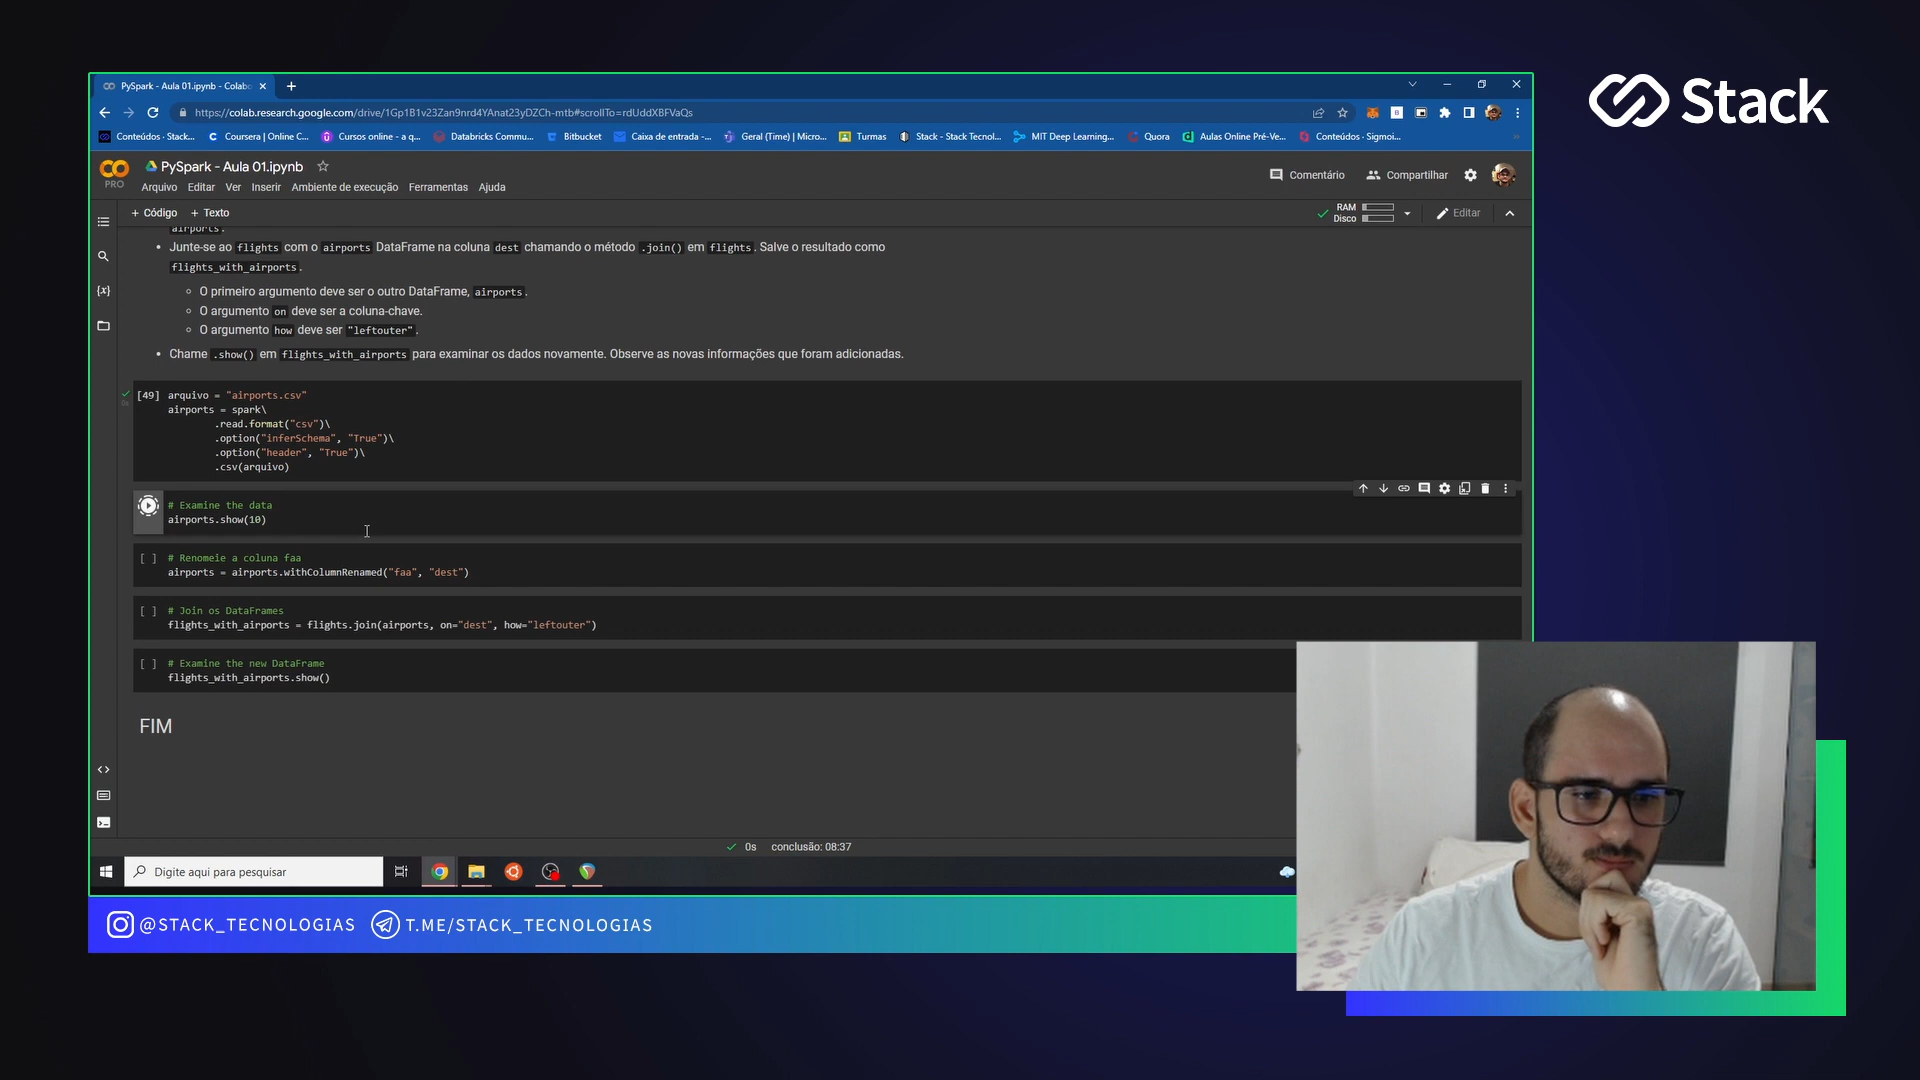 Stack
PySpark - Aula 01.ipynb - Colabo
https://colab.research.google.com/drive/1Gp1B1v23Zan9nrd4YAnat23yDZCh-mtb#scrollTo=rdUddXBFVaQs
Conteúdos - Stack...
Coursera | Online C...
Cursos online - a q...
Databricks Commu...
Bitbucket
Caixa de entrada -...
Geral (Time) | Micro...
Turmas
Stack - Stack Tecnol...
MIT Deep Learning...
Quora
Aulas Online Pré-Ve...
Conteúdos - Sigmoi...
PRO
PySpark - Aula 01.ipynb
Arquivo Editar Ver Inserir Ambiente de execução Ferramentas Ajuda
Comentário
Compartilhar
+ Código + Texto
RAM
Disco
Editar
airports.
• Junte-se ao flights com o airports DataFrame na coluna dest chamando o método .join() em flights. Salve o resultado como
flights_with_airports.
O primeiro argumento deve ser o outro DataFrame, airports.
O argumento on deve ser a coluna-chave.
O argumento how deve ser "leftouter".
• Chame .show() em flights_with_airports para examinar os dados novamente. Observe as novas informações que foram adicionadas.
[49] arquivo = "airports.csv"
airports = spark\
.read.format("csv")\
.option("inferSchema", "True")\
.option("header", "True")\
.csv(arquivo)
# Examine the data
airports.show(10)
[ ] # Renomeie a coluna faa
airports = airports.withColumnRenamed("faa", "dest")
[ ] # Join os DataFrames
flights_with_airports = flights.join(airports, on="dest", how="leftouter")
[ ] # Examine the new DataFrame
flights_with_airports.show()
FIM
0s conclusão: 08:37
Digite aqui para pesquisar
@STACK_TECNOLOGIAS T.ME/STACK_TECNOLOGIAS